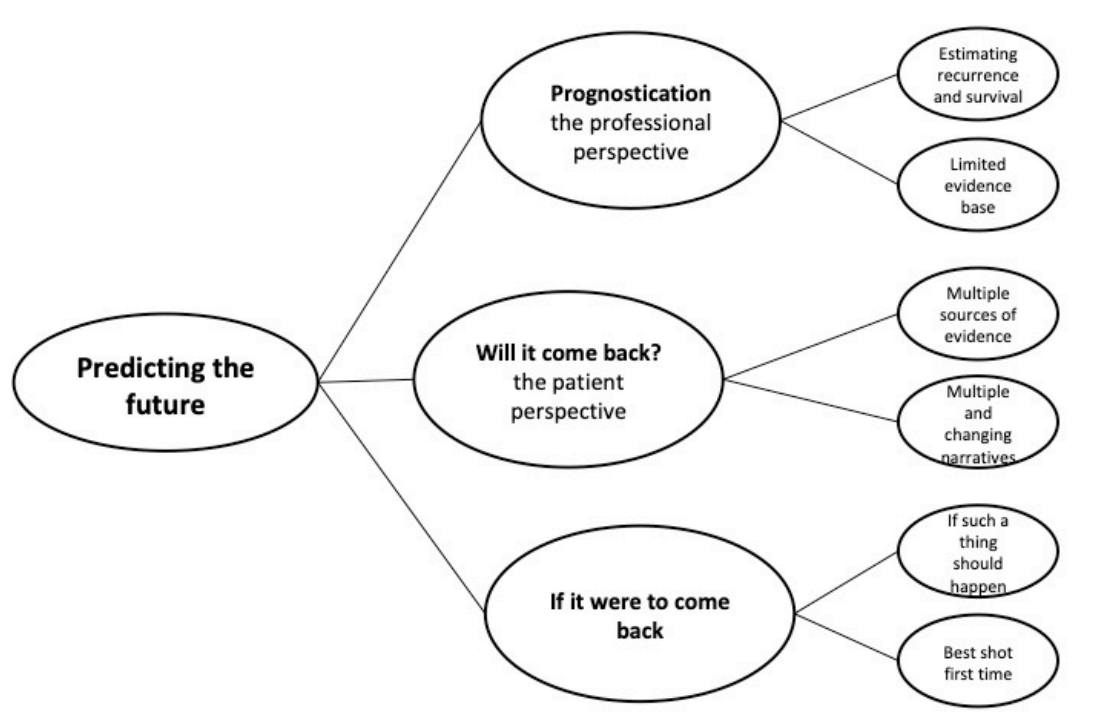 Predicting the
future
Prognostication
the professional
perspective
Estimating
recurrence
and survival
Limited
evidence
base
Will it come back?
the patient
perspective
Multiple
sources of
evidence
Multiple
and
changing
narratives
If it were to come
back
If such a
thing
should
happen
Best shot
first time